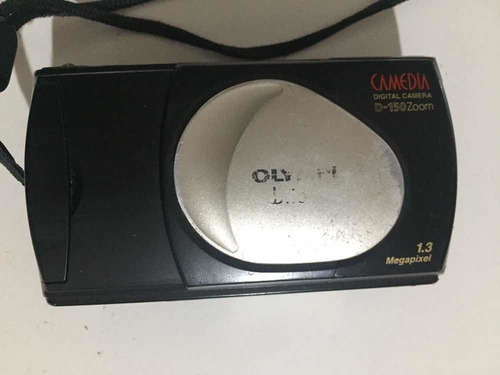 CAMEDIA
DIGITAL CAMERA
D-150Zoom
1.3
Megapixel